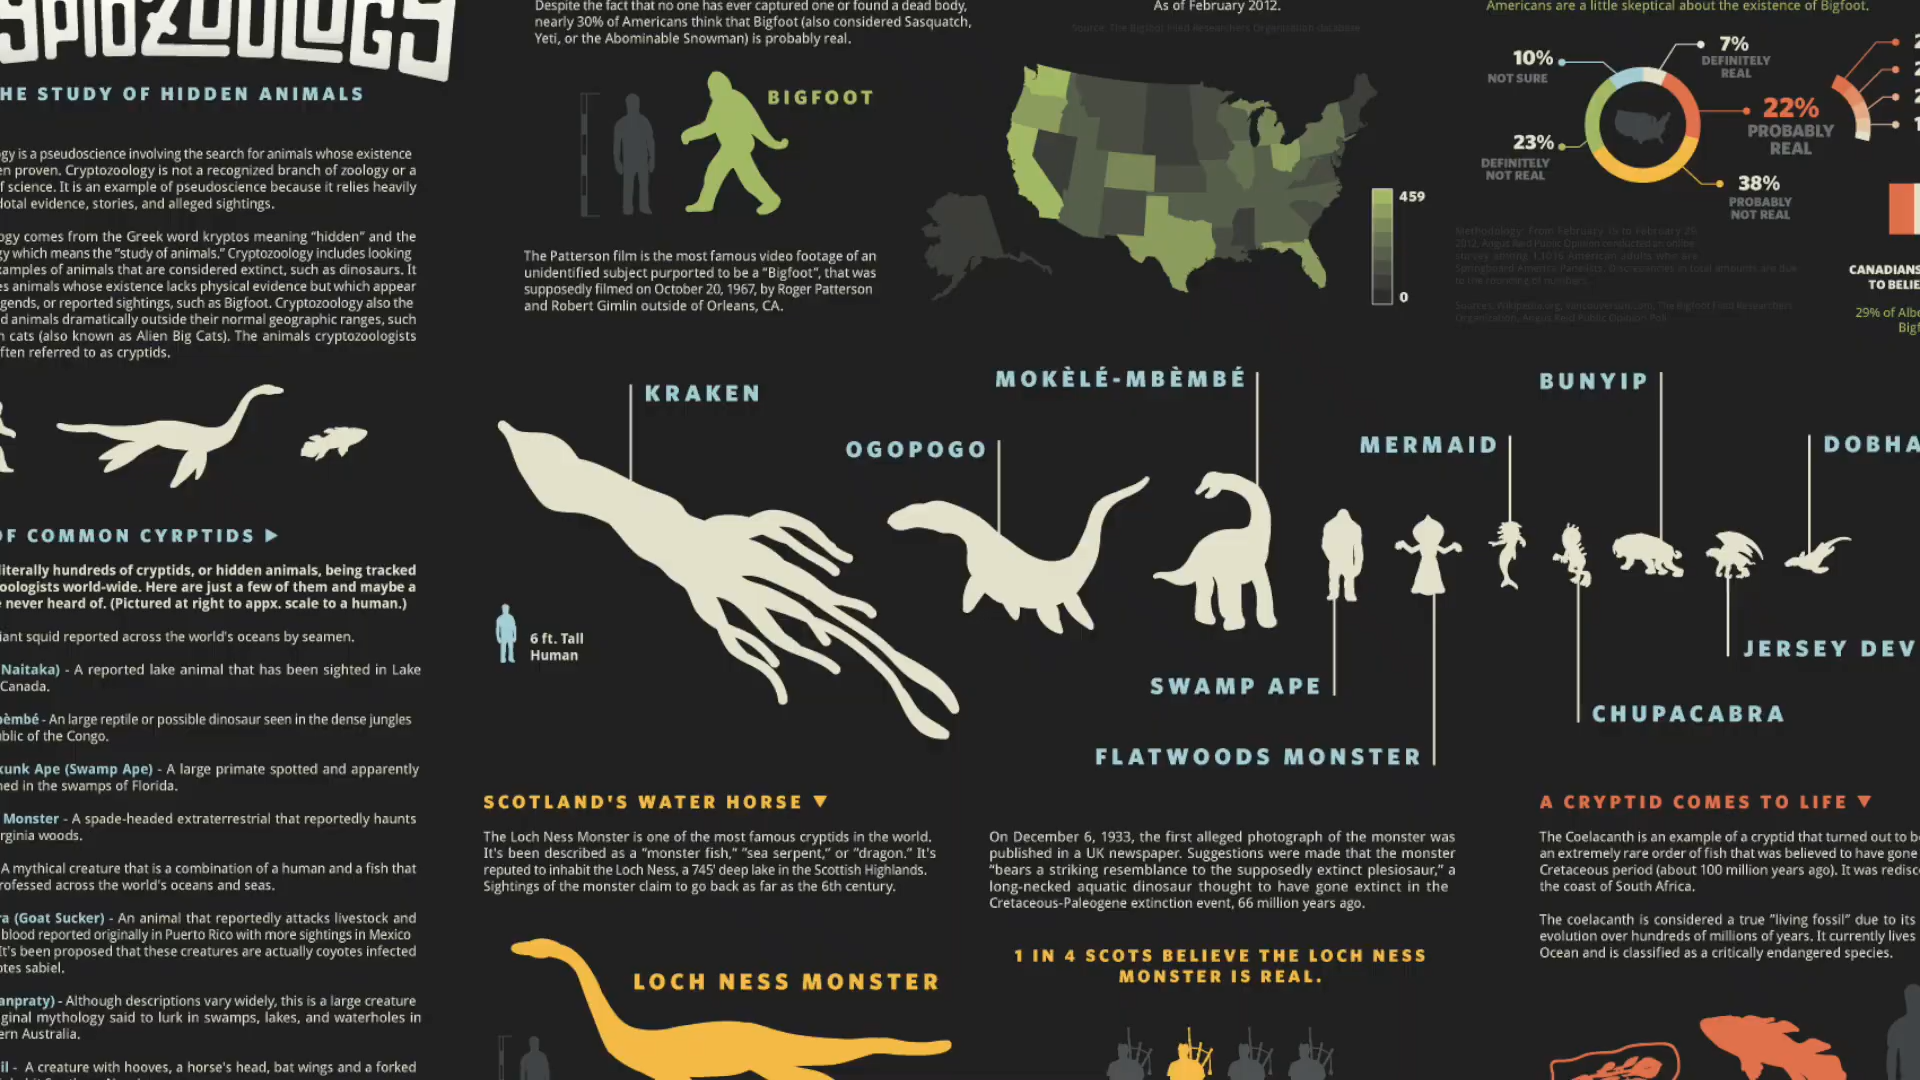 THE STUDY OF HIDDEN ANIMALS
is a pseudoscience involving the search for animals whose existence
proven. Cryptozoology is not a recognized branch of zoology or a
of science. It is an example of pseudoscience because it relies heavily
evidence, stories, and alleged sightings.
comes from the Greek word kryptos meaning “hidden” and the
which means the “study of animals.” Cryptozoology includes looking
of animals that are considered extinct, such as dinosaurs. It
animals whose existence lacks physical evidence but which appear
or reported sightings, such as Bigfoot. Cryptozoology also the
animals dramatically outside their normal geographic ranges, such
cats (also known as Alien Big Cats). The animals cryptozoologists
often referred to as cryptids.
OF COMMON CYRPTIDS ▶
literally hundreds of cryptids, or hidden animals, being tracked
world-wide. Here are just a few of them and maybe a
never heard of. (Pictured at right to appx. scale to a human.)
squid reported across the world's oceans by seamen.
Naitaka) - A reported lake animal that has been sighted in Lake
Canada.
- An large reptile or possible dinosaur seen in the dense jungles
of the Congo.
Ape (Swamp Ape) - A large primate spotted and apparently
in the swamps of Florida.
Monster - A spade-headed extraterrestrial that reportedly haunts
woods.
A mythical creature that is a combination of a human and a fish that
across the world's oceans and seas.
(Goat Sucker) - An animal that reportedly attacks livestock and
blood reported originally in Puerto Rico with more sightings in Mexico
It's been proposed that these creatures are actually coyotes infected
sabiel.
- Although descriptions vary widely, this is a large creature
mythology said to lurk in swamps, lakes, and waterholes in
Australia.
- A creature with hooves, a horse's head, bat wings and a forked
Despite the fact that no one has ever captured one or found a dead body,
nearly 30% of Americans think that Bigfoot (also considered Sasquatch,
Yeti, or the Abominable Snowman) is probably real.
BIGFOOT
The Patterson film is the most famous video footage of an
unidentified subject purported to be a “Bigfoot”, that was
supposedly filmed on October 20, 1967, by Roger Patterson
and Robert Gimlin outside of Orleans, CA.
As of February 2012.
Source: The Bigfoot Filed Researchers Organization database
459
0
Americans are a little skeptical about the existence of Bigfoot.
10%
NOT SURE
7%
DEFINITELY
REAL
22%
PROBABLY
REAL
23%
DEFINITELY
NOT REAL
38%
PROBABLY
NOT REAL
Methodology: From February 15 to February 29,
2012, Angus Reid Public Opinion conducted an online
CANADIANS
TO BELIE
29% of Albe
Bigf
KRAKEN
MOKÈLÉ-MBÈMBÉ
BUNYIP
OGOPOGO
MERMAID
DOBHA
6 ft. Tall
Human
JERSEY DEV
SWAMP APE
CHUPACABRA
FLATWOODS MONSTER
SCOTLAND'S WATER HORSE ▼
The Loch Ness Monster is one of the most famous cryptids in the world.
It's been described as a “monster fish,” “sea serpent,” or “dragon.” It's
reputed to inhabit the Loch Ness, a 745' deep lake in the Scottish Highlands.
Sightings of the monster claim to go back as far as the 6th century.
LOCH NESS MONSTER
On December 6, 1933, the first alleged photograph of the monster was
published in a UK newspaper. Suggestions were made that the monster
“bears a striking resemblance to the supposedly extinct plesiosaur,” a
long-necked aquatic dinosaur thought to have gone extinct in the
Cretaceous-Paleogene extinction event, 66 million years ago.
1 IN 4 SCOTS BELIEVE THE LOCH NESS
MONSTER IS REAL.
A CRYPTID COMES TO LIFE ▼
The Coelacanth is an example of a cryptid that turned out to be
an extremely rare order of fish that was believed to have gone
Cretaceous period (about 100 million years ago). It was redisc
the coast of South Africa.
The coelacanth is considered a true “living fossil” due to its
evolution over hundreds of millions of years. It currently lives
Ocean and is classified as a critically endangered species.